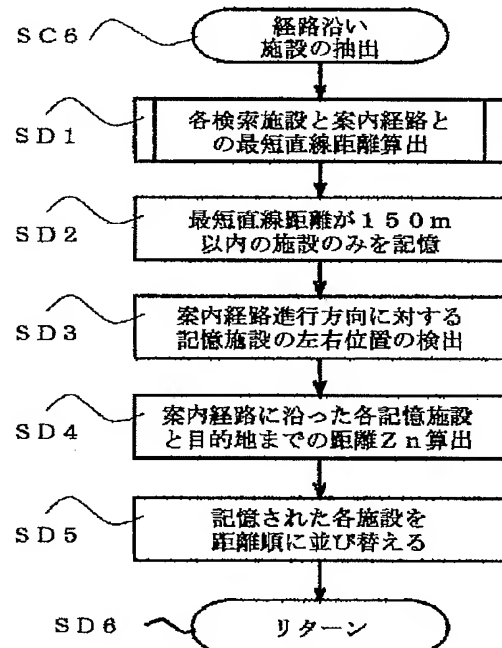 SC6
経路沿い
施設の抽出
SD1
各検索施設と案内経路と
の最短直線距離算出
SD2
最短直線距離が150m
以内の施設のみを記憶
SD3
案内経路進行方向に対する
記憶施設の左右位置の検出
SD4
案内経路に沿った各記憶施設
と目的地までの距離Zn算出
SD5
記憶された各施設を
距離順に並び替える
SD6
リターン